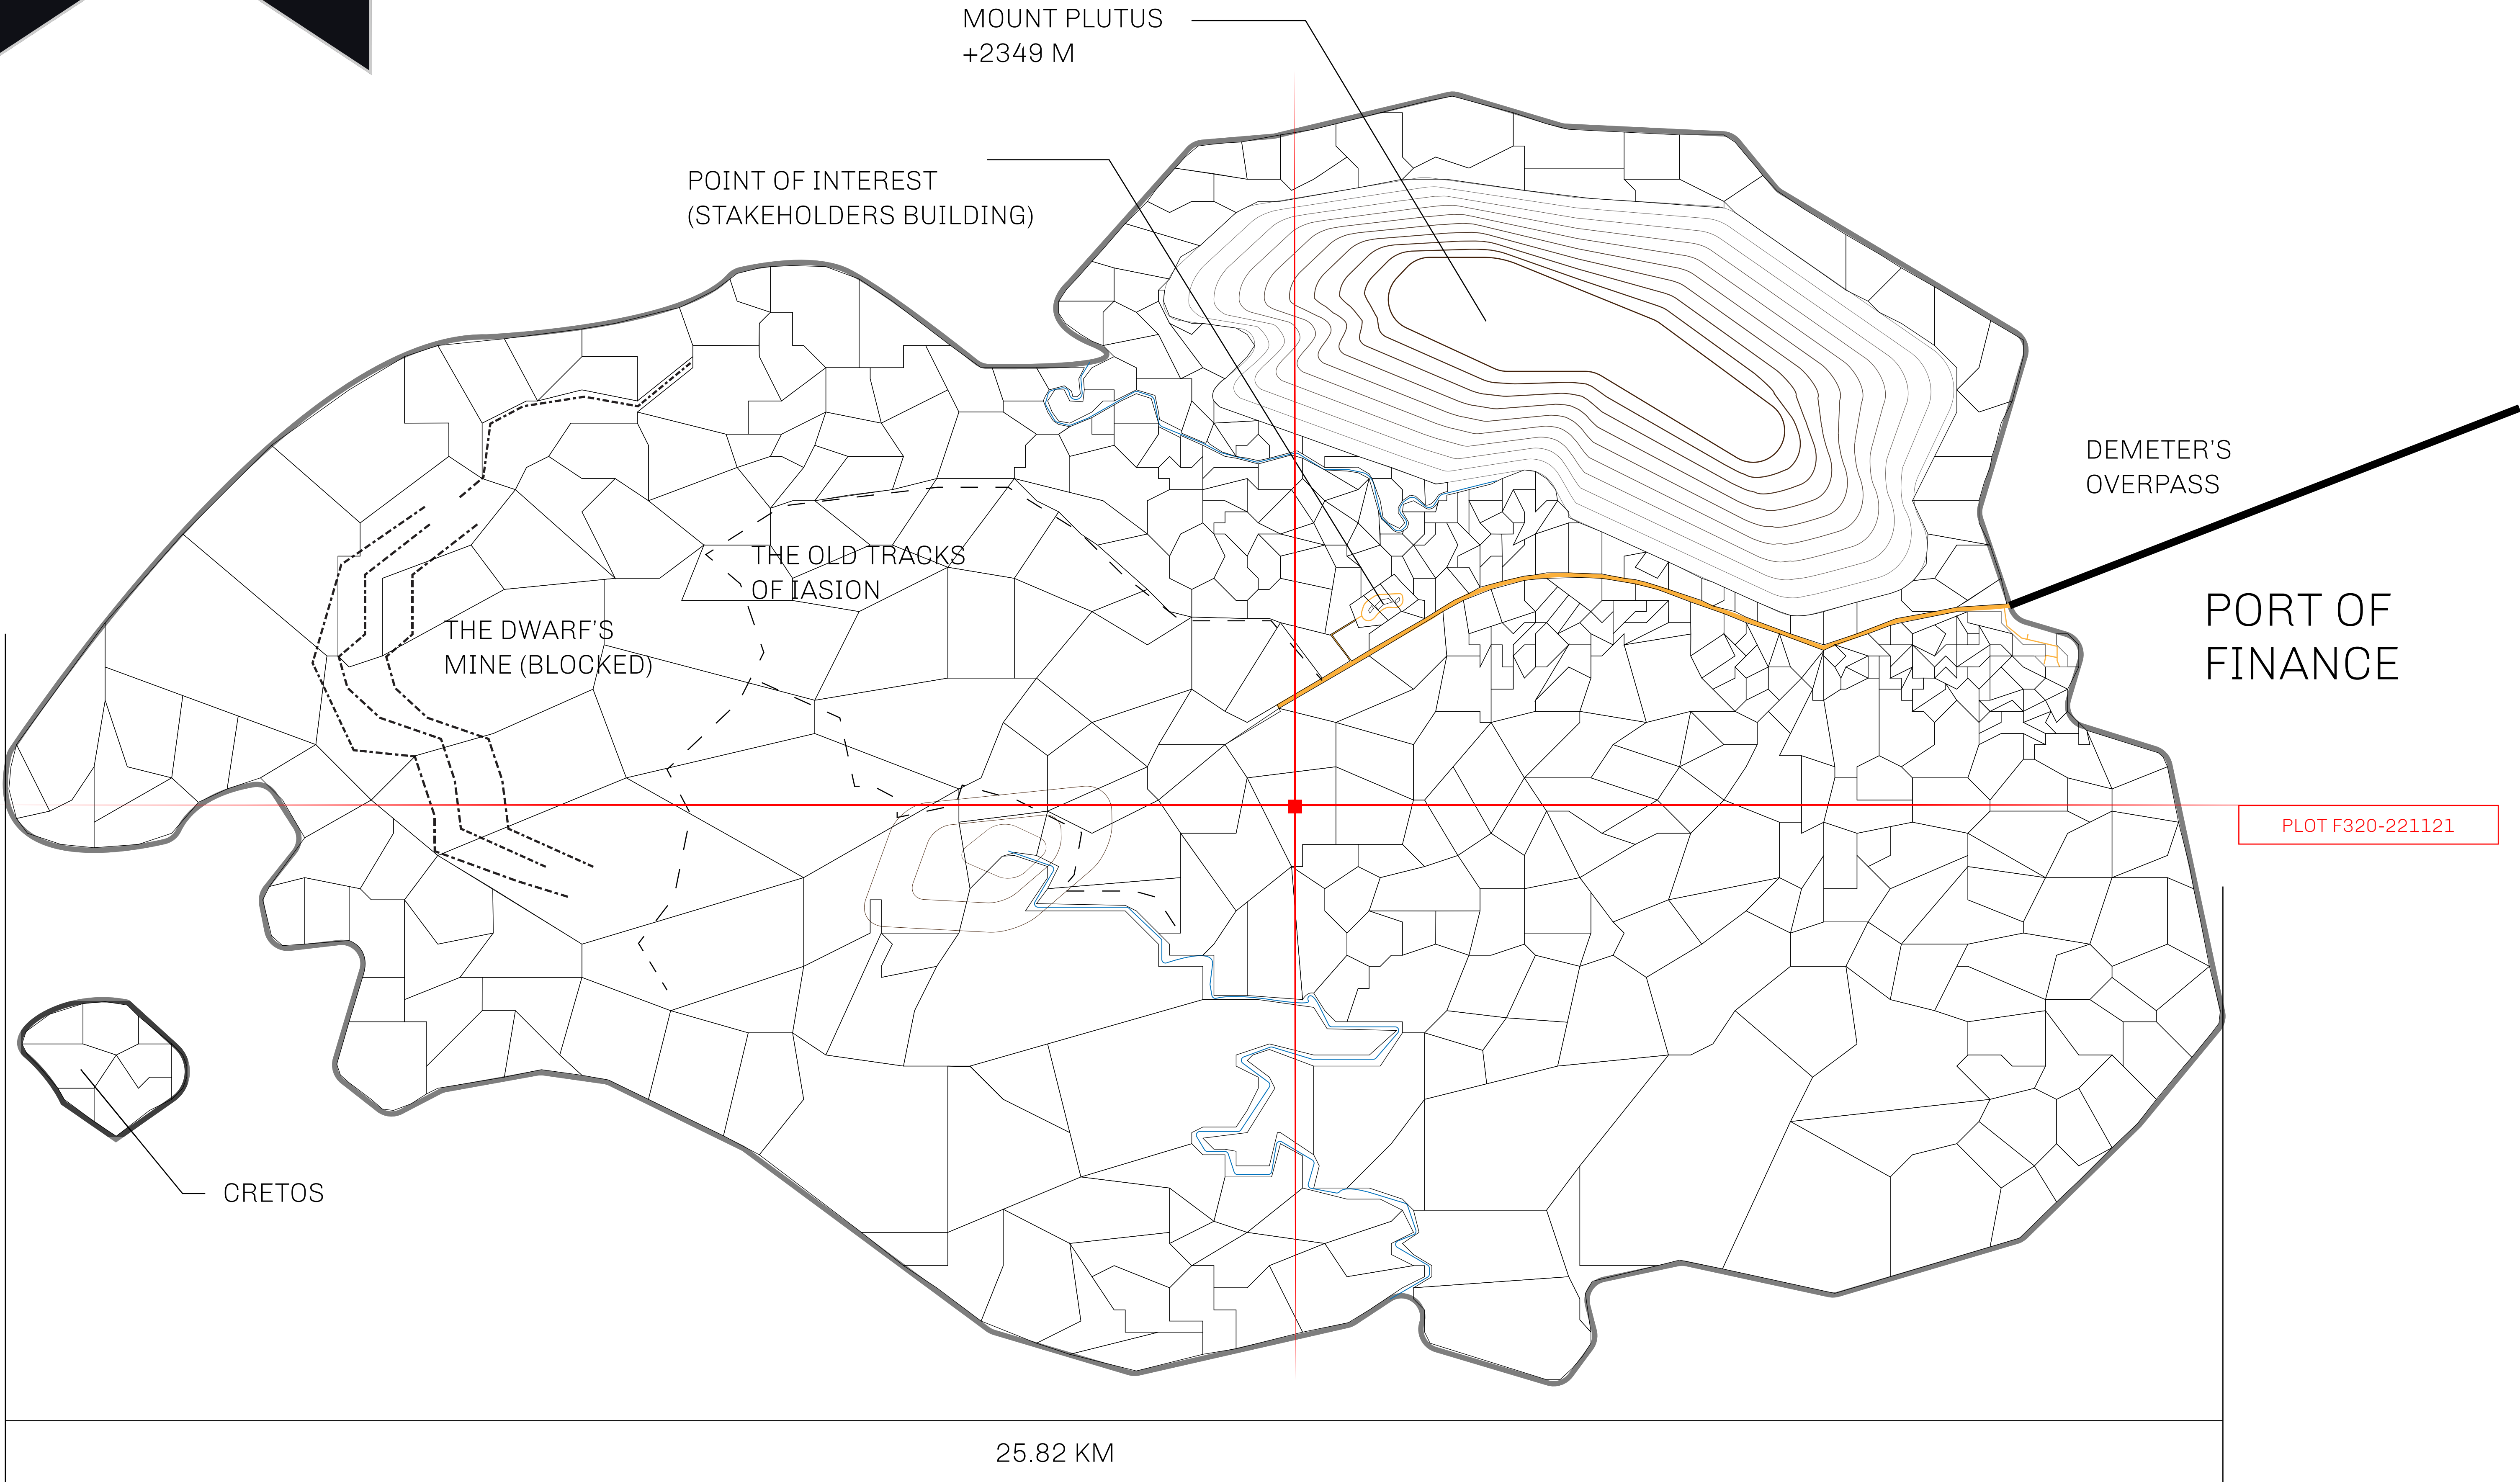 MOUNT PLUTUS
+2349 M
POINT OF INTEREST
(STAKEHOLDERS BUILDING)
DEMETER'S
OVERPASS
THE OLD TRACKS
OF IASION
PORT OF
FINANCE
THE DWARF'S
MINE (BLOCKED)
PLOT F320-221121
CRETOS
25.82 KM